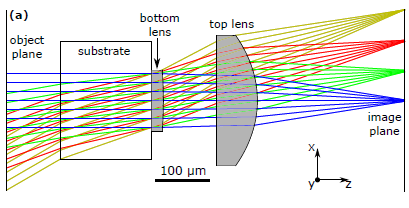 (a)
bottom
lens
top lens
object
plane
substrate
100 μm
x
y
z
image
plane